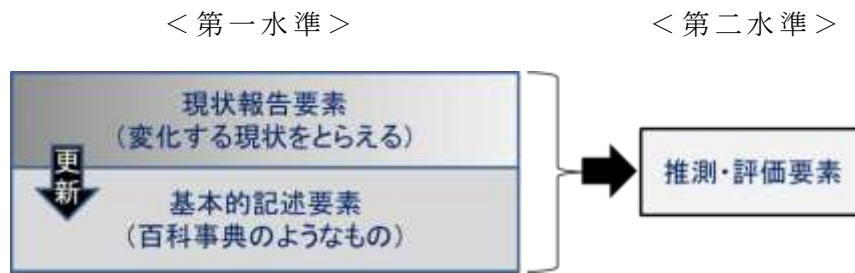 ＜第一水準＞
＜第二水準＞
現状報告要素
（変化する現状をとらえる）
更新
基本的記述要素
（百科事典のようなもの）
推測・評価要素